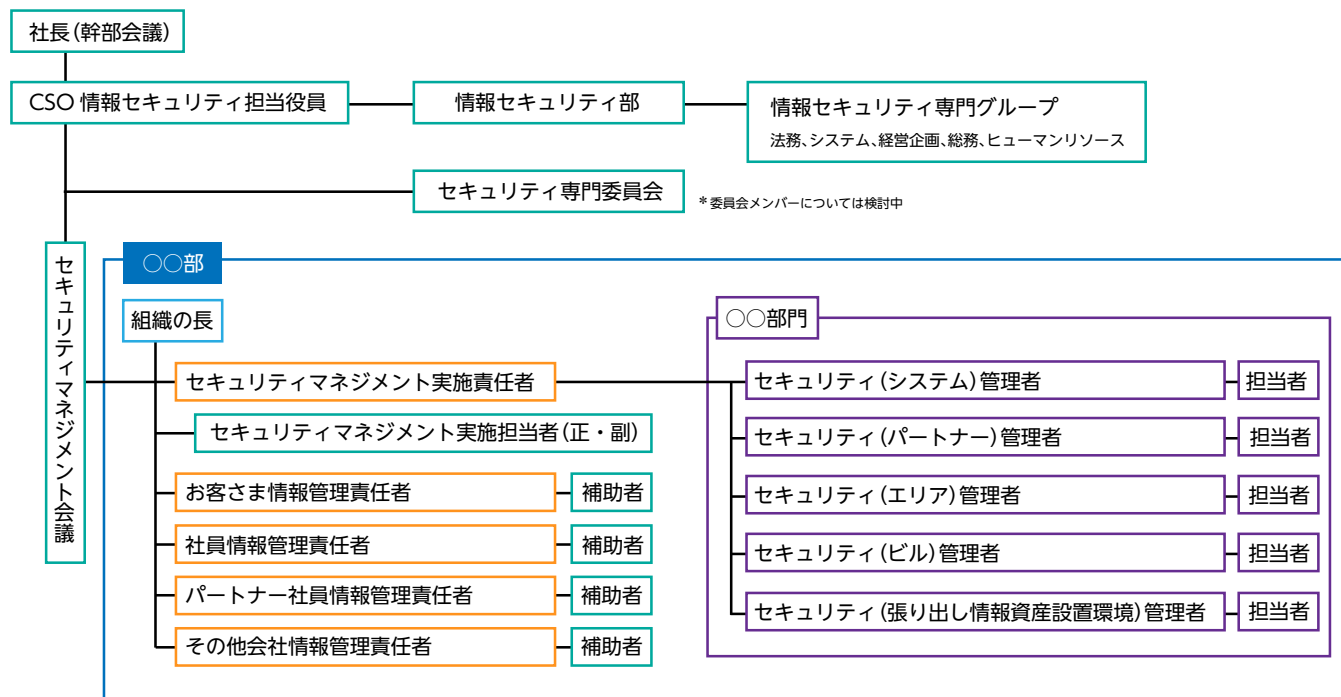 社長(幹部会議)
CSO 情報セキュリティ担当役員
情報セキュリティ部
情報セキュリティ専門グループ
法務、システム、経営企画、総務、ヒューマンリソース
セキュリティ専門委員会
*委員会メンバーについては検討中
セキュリティマネジメント会議
○○部
組織の長
○○部門
セキュリティマネジメント実施責任者
セキュリティマネジメント実施担当者(正・副)
お客さま情報管理責任者
補助者
社員情報管理責任者
補助者
パートナー社員情報管理責任者
補助者
その他会社情報管理責任者
補助者
セキュリティ(システム)管理者
担当者
セキュリティ(パートナー)管理者
担当者
セキュリティ(エリア)管理者
担当者
セキュリティ(ビル)管理者
担当者
セキュリティ(張り出し情報資産設置環境)管理者
担当者